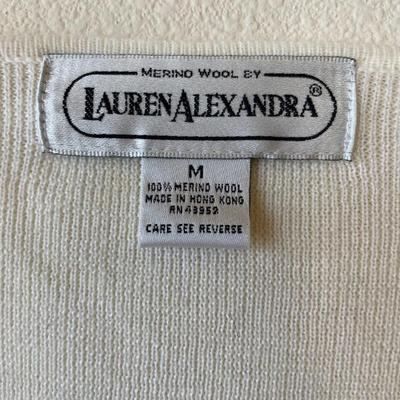 MERINO WOOL BY
LAURENALEXANDRA®
M
100% MERINO WOOL
MADE IN HONG KONG
RN 43952
CARE SEE REVERSE